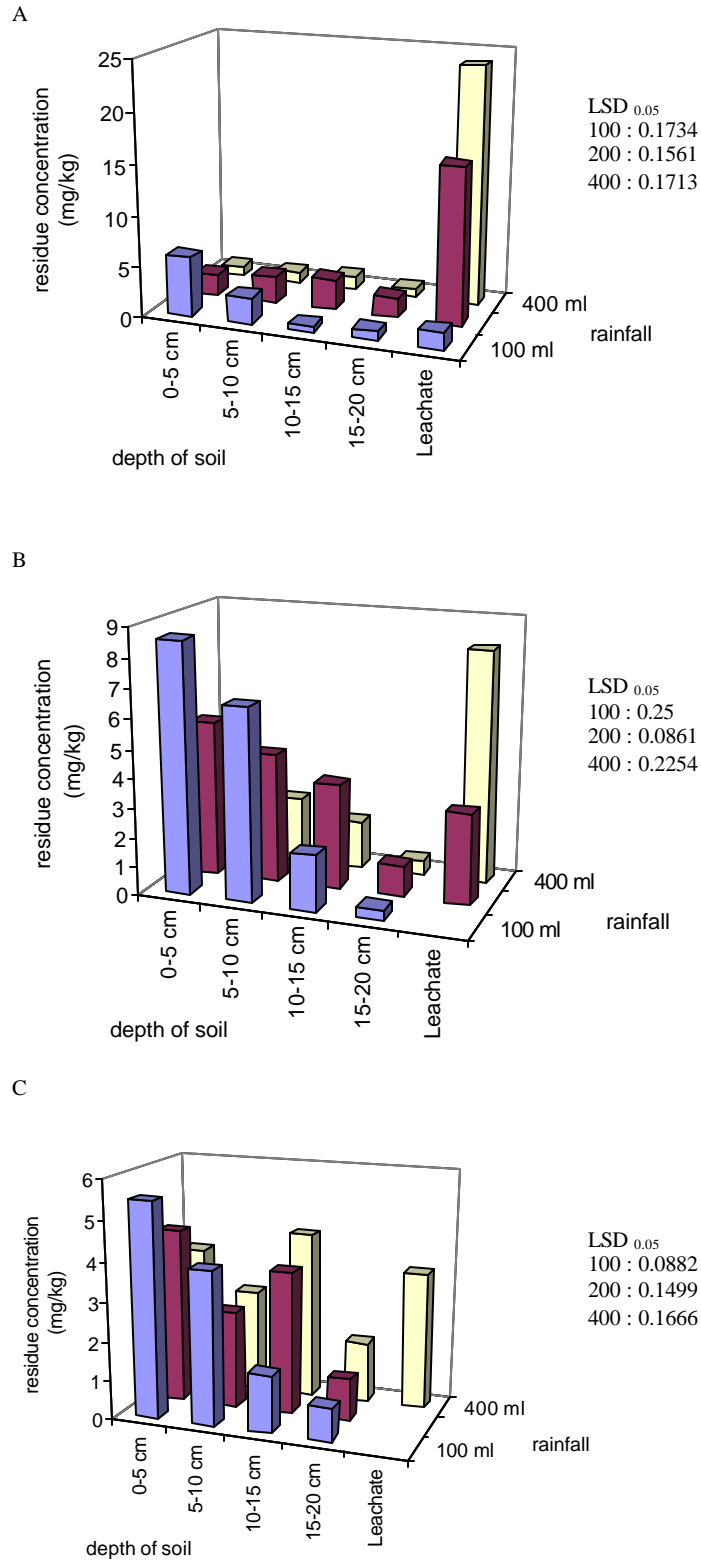 A
25
20
15
10
5
0
residue concentration
(mg/kg)
0-5 cm
5-10 cm
10-15 cm
15-20 cm
Leachate
depth of soil
400 ml
100 ml
rainfall
LSD 0.05
100 : 0.1734
200 : 0.1561
400 : 0.1713
B
9
8
7
6
5
4
3
2
1
0
residue concentration
(mg/kg)
0-5 cm
5-10 cm
10-15 cm
15-20 cm
Leachate
depth of soil
400 ml
100 ml
rainfall
LSD 0.05
100 : 0.25
200 : 0.0861
400 : 0.2254
C
6
5
4
3
2
1
0
residue concentration
(mg/kg)
0-5 cm
5-10 cm
10-15 cm
15-20 cm
Leachate
depth of soil
400 ml
100 ml
rainfall
LSD 0.05
100 : 0.0882
200 : 0.1499
400 : 0.1666